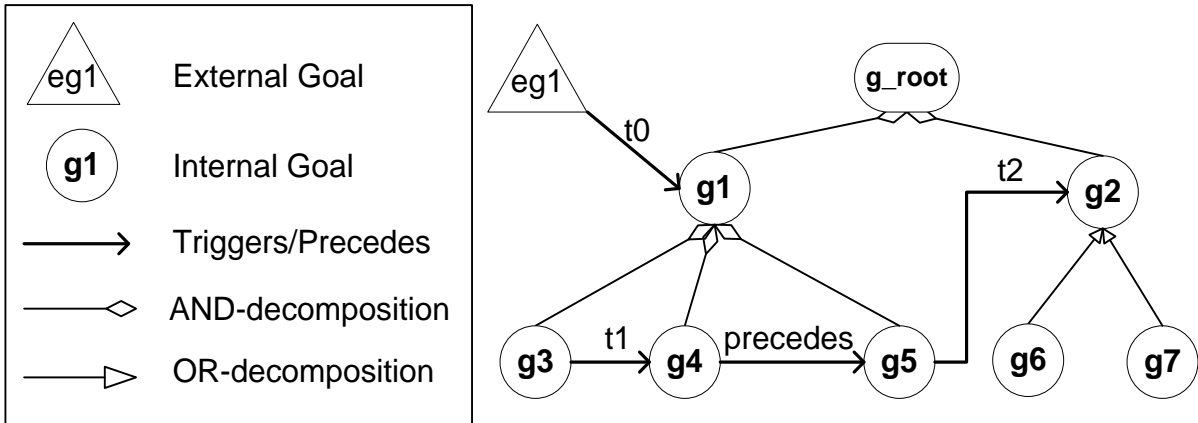 eg1 External Goal
g1 Internal Goal
Triggers/Precedes
AND-decomposition
OR-decomposition
eg1
g_root
t0
g1
t2
g2
g3
t1
g4
precedes
g5
g6
g7